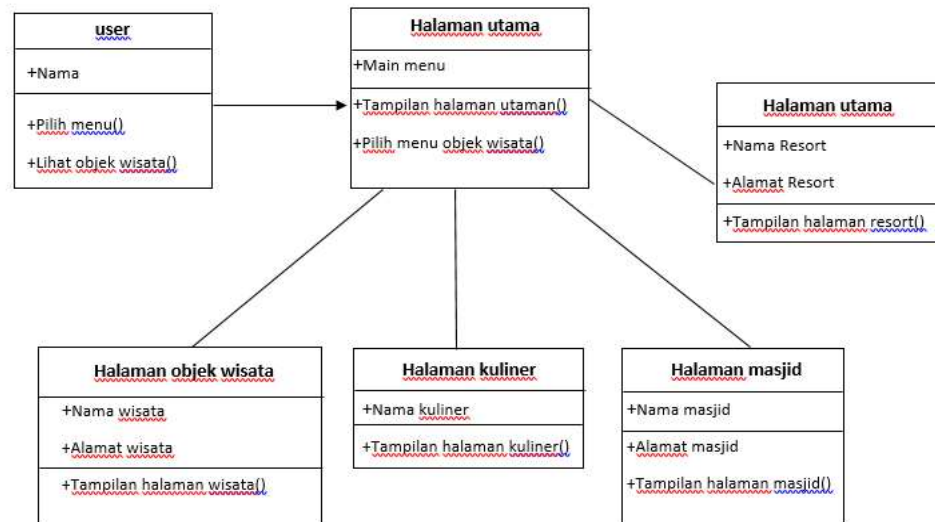 user
+Nama
+Pilih menu()
+Lihat objek wisata()
Halaman utama
+Main menu
+Tampilan halaman utaman()
+Pilih menu objek wisata()
Halaman utama
+Nama Resort
+Alamat Resort
+Tampilan halaman resort()
Halaman objek wisata
+Nama wisata
+Alamat wisata
+Tampilan halaman wisata()
Halaman kuliner
+Nama kuliner
+Tampilan halaman kuliner()
Halaman masjid
+Nama masjid
+Alamat masjid
+Tampilan halaman masjid()